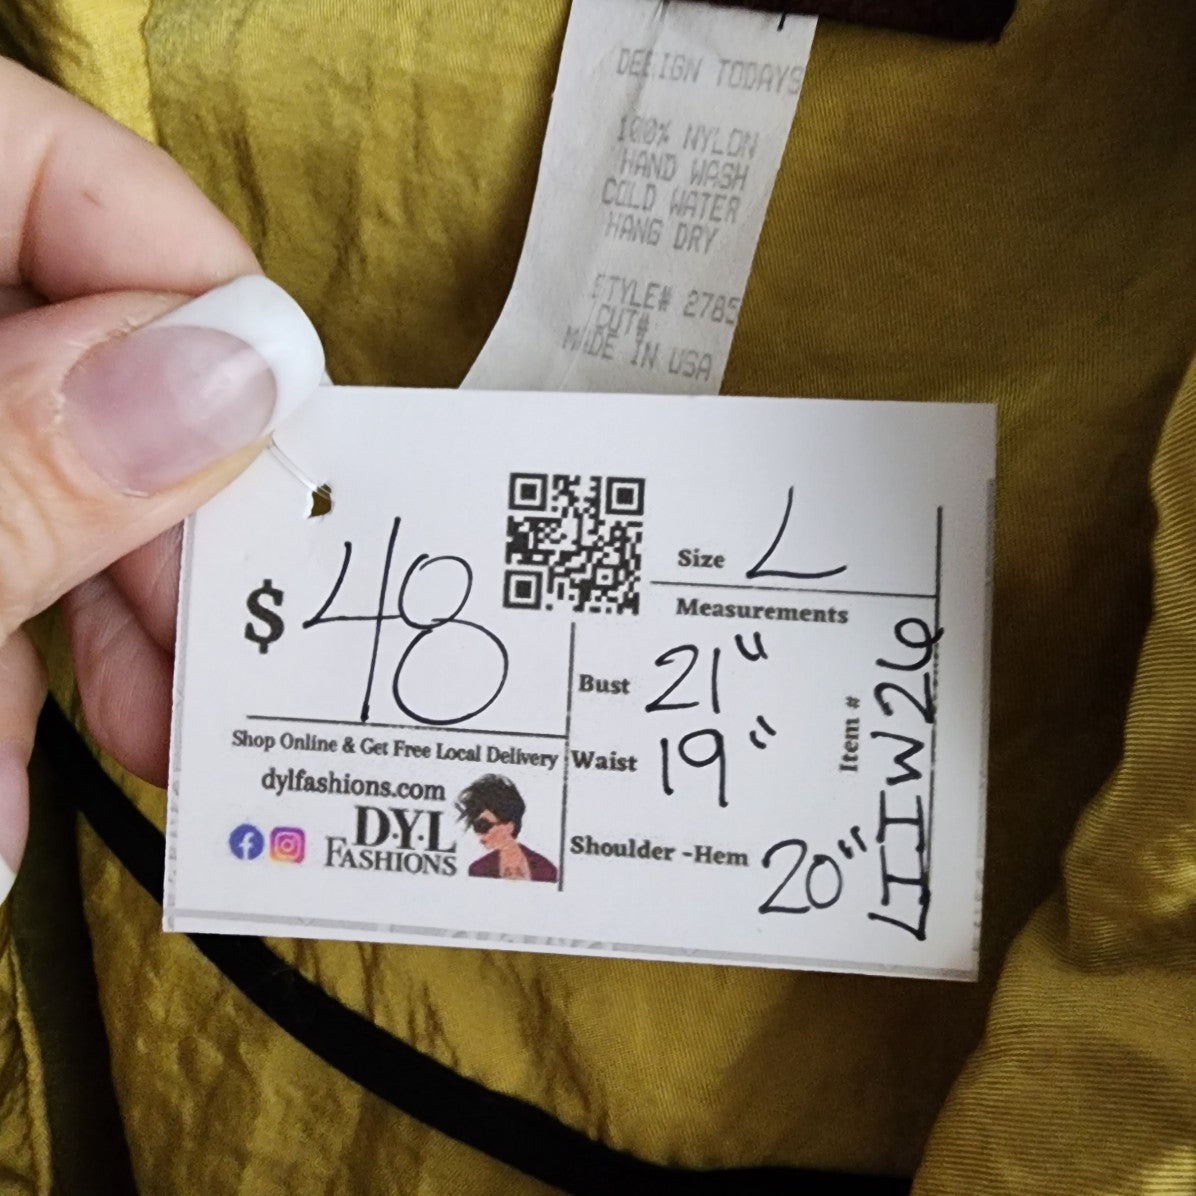 DESIGN TODAYS
100% NYLON
HAND WASH
COLD WATER
HANG DRY
STYLE# 2785
CUT#
MADE IN USA
$ 48
Size L
Measurements
Bust 21"
Waist 19"
Shoulder -Hem 20"
Item # LIIW26
Shop Online & Get Free Local Delivery
dylfashions.com
D·Y·L
FASHIONS